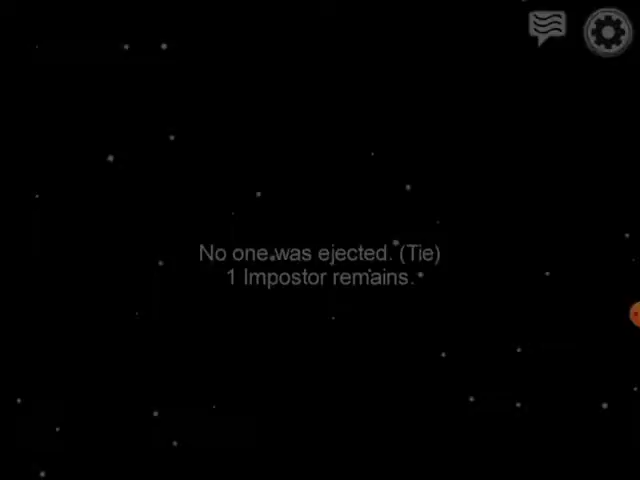 No one was ejected. (Tie)
1 Impostor remains.